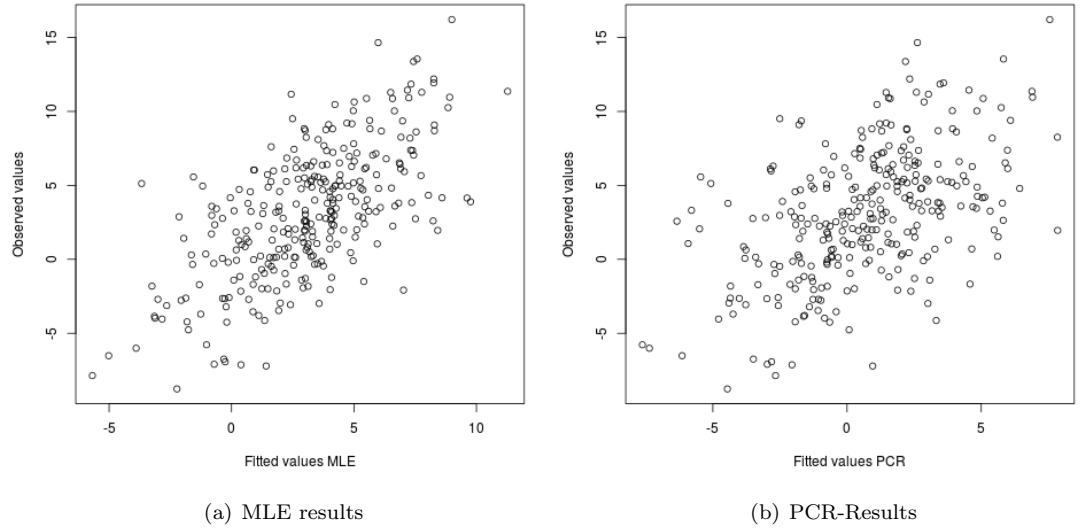 Observed values
15
10
5
0
-5
-5
0
5
10
Fitted values MLE
(a) MLE results
Observed values
15
10
5
0
-5
-5
0
5
Fitted values PCR
(b) PCR-Results